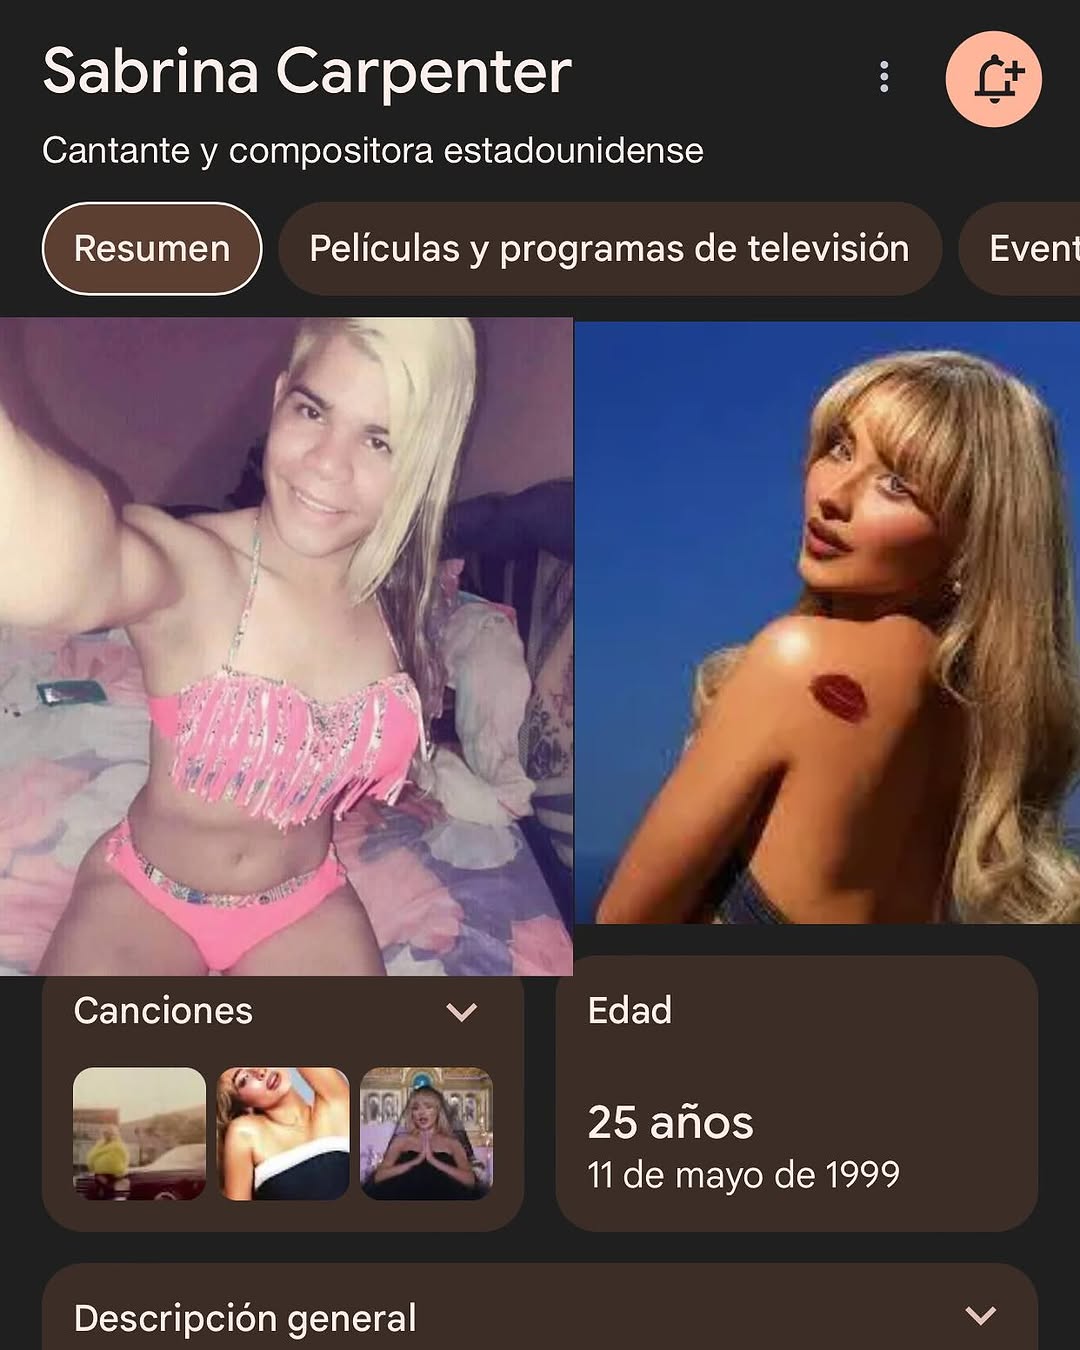 Sabrina Carpenter
Cantante y compositora estadounidense
Resumen
Películas y programas de televisión
Event
Canciones
Edad
25 años
11 de mayo de 1999
Descripción general